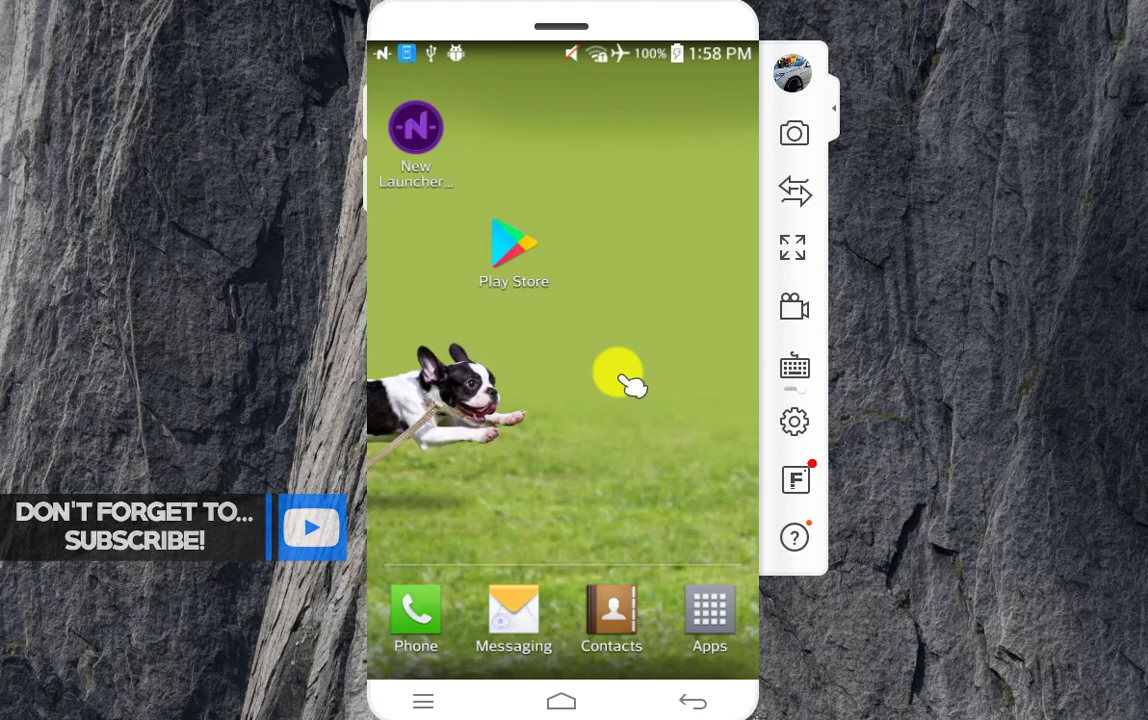 100% 1:58 PM
N
New
Launcher...
Play Store
DON'T FORGET TO...
SUBSCRIBE!
F
?
Phone
Messaging
Contacts
Apps